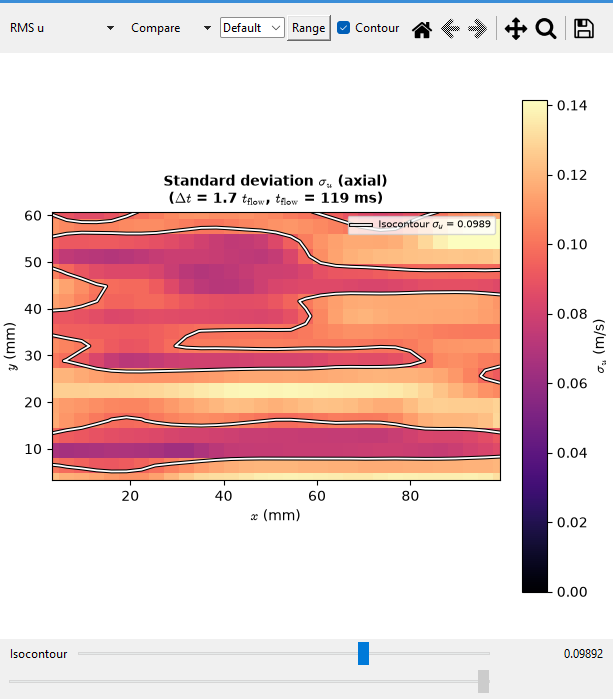 RMS u Compare Default Range Contour
Standard deviation σᵤ (axial)
(Δt = 1.7 t_flow, t_flow = 119 ms)
Isocontour σᵤ = 0.0989
60
50
40
30
20
10
y (mm)
20 40 60 80
x (mm)
0.14
0.12
0.10
0.08
0.06
0.04
0.02
0.00
σᵤ (m/s)
Isocontour 0.09892